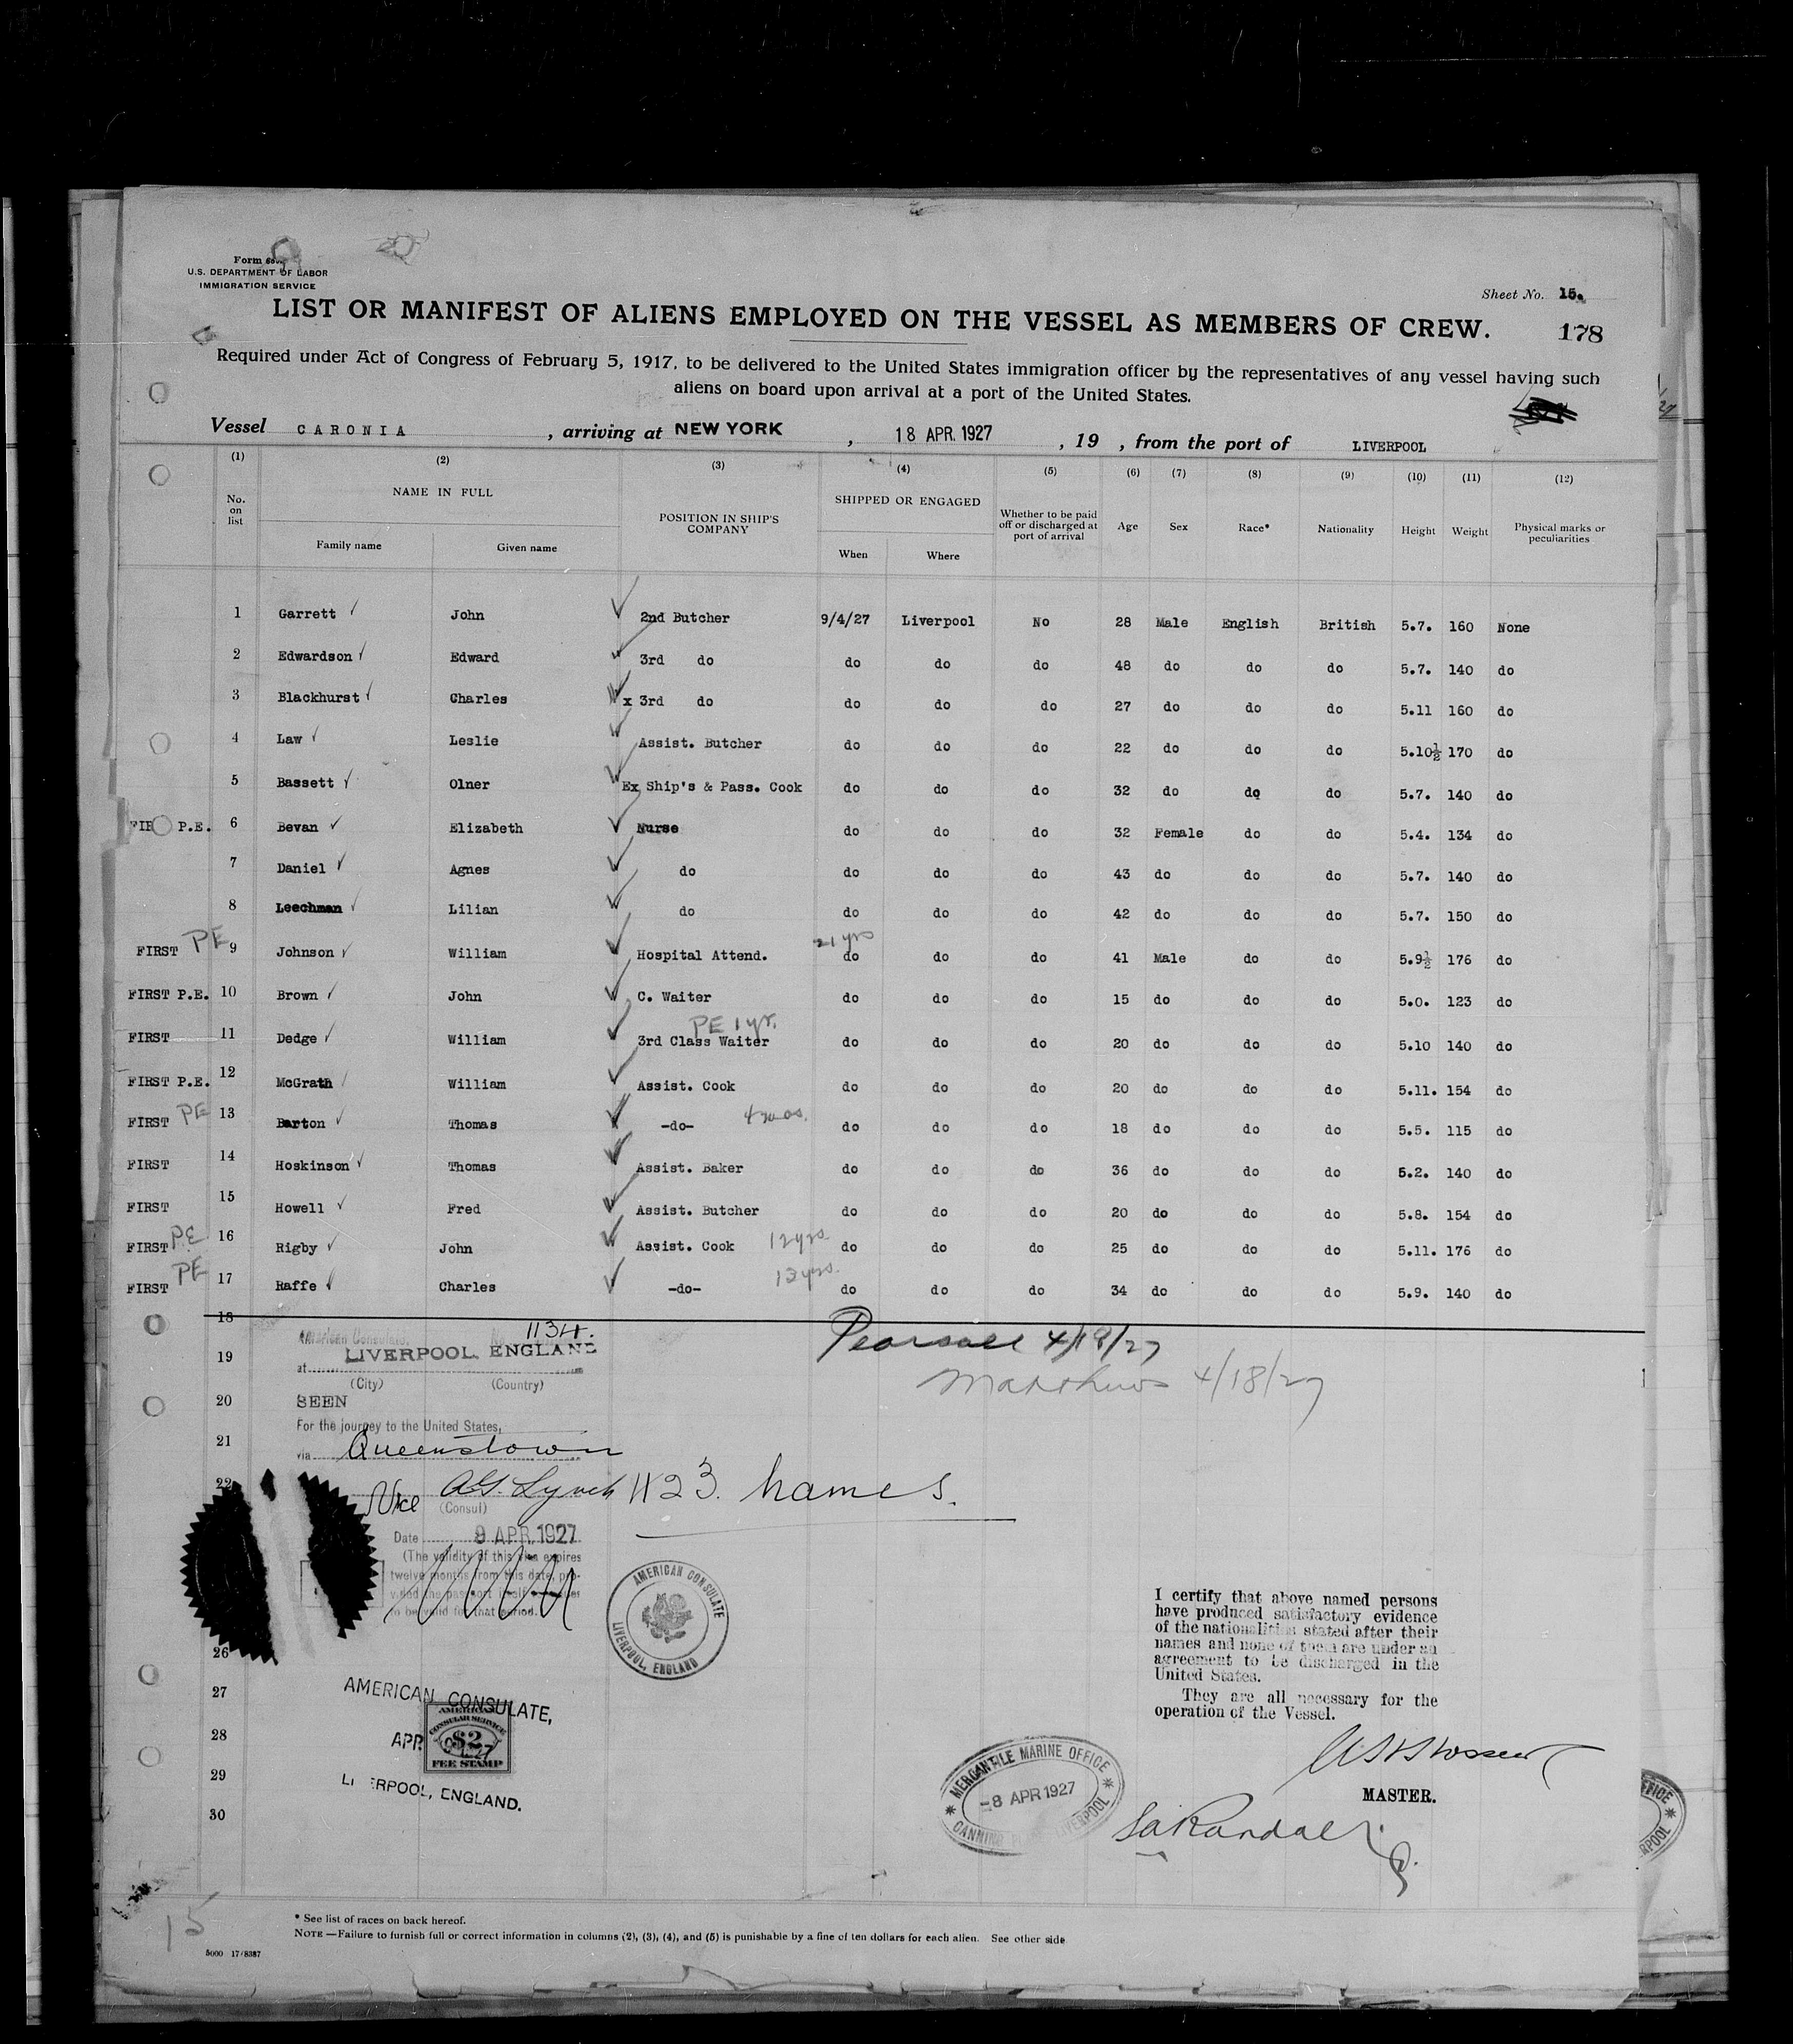 Form
U.S. DEPARTMENT OF LABOR
IMMIGRATION SERVICE
Sheet No. 15.
LIST OR MANIFEST OF ALIENS EMPLOYED ON THE VESSEL AS MEMBERS OF CREW.
178
Required under Act of Congress of February 5, 1917, to be delivered to the United States immigration officer by the representatives of any vessel having such
aliens on board upon arrival at a port of the United States.
Vessel CARONIA, arriving at NEW YORK, 18 APR. 1927, 19 , from the port of LIVERPOOL
(1) (2) (3) (4) (5) (6) (7) (8) (9) (10) (11) (12)
No. on list NAME IN FULL POSITION IN SHIP'S COMPANY SHIPPED OR ENGAGED Whether to be paid off or discharged at port of arrival Age Sex Race* Nationality Height Weight Physical marks or peculiarities
Family name Given name When Where
1 Garrett John 2nd Butcher 9/4/27 Liverpool No 28 Male English British 5.7. 160 None
2 Edwardson Edward 3rd do do do do 48 do do do 5.7. 140 do
3 Blackhurst Charles x 3rd do do do do 27 do do do 5.11 160 do
4 Law Leslie Assist. Butcher do do do 22 do do do 5.10½ 170 do
5 Bassett Olner Ex Ship's & Pass. Cook do do do 32 do do do 5.7. 140 do
P.E. 6 Bevan Elizabeth Nurse do do do 32 Female do do 5.4. 134 do
7 Daniel Agnes do do do do 43 do do do 5.7. 140 do
8 Leechman Lilian do do do do 42 do do do 5.7. 150 do
21 yrs
FIRST PE 9 Johnson William Hospital Attend. do do do 41 Male do do 5.9½ 176 do
FIRST P.E. 10 Brown John C. Waiter do do do 15 do do do 5.0. 123 do
PE 1 yr.
FIRST 11 Dedge William 3rd Class Waiter do do do 20 do do do 5.10 140 do
FIRST P.E. 12 McGrath William Assist. Cook do do do 20 do do do 5.11. 154 do
FIRST PE 13 Barton Thomas -do- 4 mos. do do do 18 do do do 5.5. 115 do
FIRST 14 Hoskinson Thomas Assist. Baker do do do 36 do do do 5.2. 140 do
FIRST 15 Howell Fred Assist. Butcher do do do 20 do do do 5.8. 154 do
FIRST P.E 16 Rigby John Assist. Cook 12 yrs. do do do 25 do do do 5.11. 176 do
FIRST PE 17 Raffe Charles -do- 13 yrs. do do do 34 do do do 5.9. 140 do
18
American Consulate, 1134.
19
at LIVERPOOL ENGLAND
(City) (Country)
Pearsall 4/18/27
Matthews 4/18/27
20 SEEN
For the journey to the United States,
21
via Queenstown
22
Vice A.G. Lynch 1123 names.
(Consul)
Date 9 APR. 1927
(The validity of this visa expires
twelve months from this date, pro-
vided the passport itself
to be valid for that period.
AMERICAN CONSULATE
LIVERPOOL, ENGLAND
I certify that above named persons
have produced satisfactory evidence
of the nationalities stated after their
names and none of them are under an
agreement to be discharged in the
United States.
They are all necessary for the
operation of the Vessel.
MASTER.
26
27
28
29
30
AMERICAN CONSULATE,
APR
AMERICAN
CONSULAR SERVICE
$2
FEE STAMP
LI ERPOOL, ENGLAND.
MERCANTILE MARINE OFFICE
-8 APR 1927
CANNING PLACE LIVERPOOL
FFICE
RPOOL
15
* See list of races on back hereof.
NOTE—Failure to furnish full or correct information in columns (2), (3), (4), and (5) is punishable by a fine of ten dollars for each alien. See other side
5000 17/8387